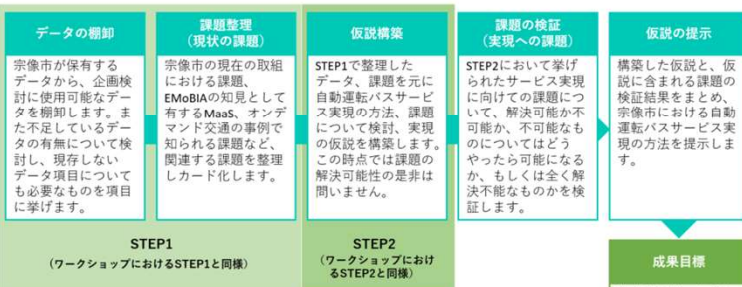 データの棚卸
宗像市が保有する
データから、企画検
討に使用可能なデー
タを棚卸します。ま
た不足しているデー
タの有無について検
討し、現存しない
データ項目について
も必要なものを項目
に挙げます。
課題整理
(現状の課題)
宗像市の現在の取組
における課題、
EMoBIAの知見として
有するMaaS、オンデ
マンド交通の事例で
知られる課題など、
関連する課題を整理
しカード化します。
STEP1
(ワークショップにおけるSTEP1と同様)
仮説構築
STEP1で整理した
データ、課題を元に
自動運転バスサービ
ス実現の方法、課題
について検討、実現
の仮説を構築します。
この時点では課題の
解決可能性の是非は
問いません。
STEP2
(ワークショップにおけ
るSTEP2と同様)
課題の検証
(実現への課題)
STEP2において挙げ
られたサービス実現
に向けての課題につ
いて、解決可能か不
可能か、不可能なも
のについてはどう
やったら可能になる
か、もしくは全く解
決不能なものかを検
証します。
仮説の提示
構築した仮説と、仮
説に含まれる課題の
検証結果をまとめ、
宗像市における自動
運転バスサービス実
現の方法を提示しま
す。
成果目標